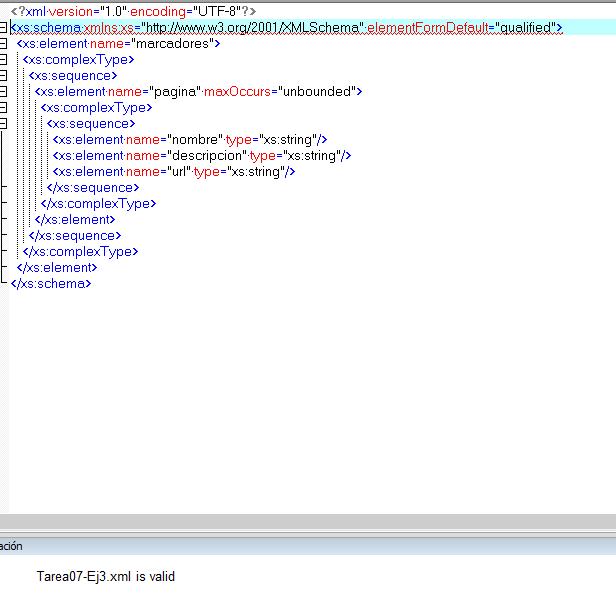 <?xml version="1.0" encoding="UTF-8"?>
<xs:schema xmlns:xs="http://www.w3.org/2001/XMLSchema" elementFormDefault="qualified">
<xs:element name="marcadores">
<xs:complexType>
<xs:sequence>
<xs:element name="pagina" maxOccurs="unbounded">
<xs:complexType>
<xs:sequence>
<xs:element name="nombre" type="xs:string"/>
<xs:element name="descripcion" type="xs:string"/>
<xs:element name="url" type="xs:string"/>
</xs:sequence>
</xs:complexType>
</xs:element>
</xs:sequence>
</xs:complexType>
</xs:element>
</xs:schema>
ación
Tarea07-Ej3.xml is valid